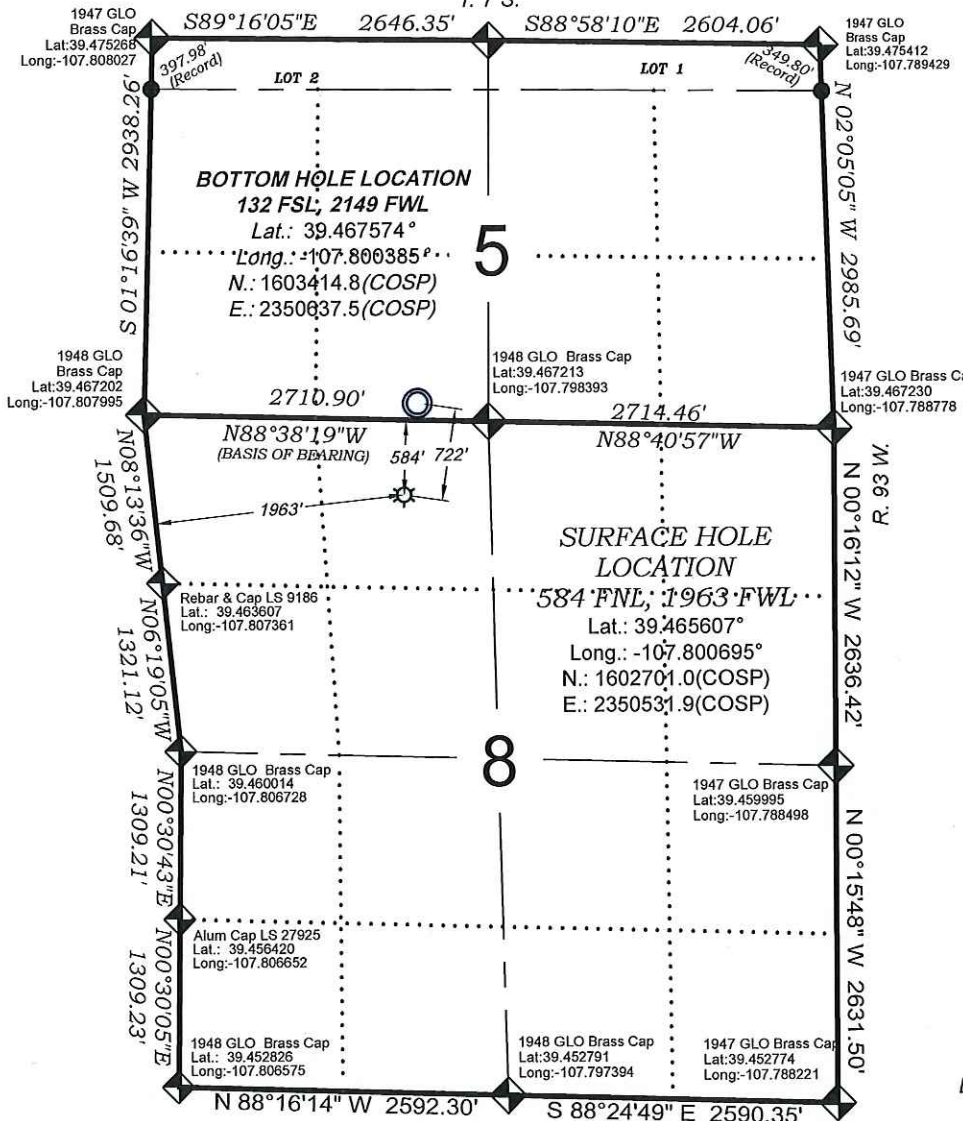 T. 7 S.
1947 GLO
Brass Cap
Lat:39.475268
Long:-107.808027
S89°16'05"E 2646.35'
S88°58'10"E 2604.06'
1947 GLO
Brass Cap
Lat:39.475412
Long:-107.789429
397.98'
(Record)
LOT 2
LOT 1
349.80'
(Record)
S 01°16'39" W 2938.26'
N 02°05'05" W 2985.69'
BOTTOM HOLE LOCATION
132 FSL, 2149 FWL
Lat.: 39.467574°
Long.: -107.800385°
N.: 1603414.8(COSP)
E.: 2350637.5(COSP)
5
1948 GLO
Brass Cap
Lat:39.467202
Long:-107.807995
1948 GLO Brass Cap
Lat:39.467213
Long:-107.798393
1947 GLO Brass Ca
Lat:39.467230
Long:-107.788778
2710.90'
N88°38'19"W
(BASIS OF BEARING)
2714.46'
N88°40'57"W
584'
722'
1963'
R. 93 W.
N08°13'36"W
1509.68'
SURFACE HOLE
LOCATION
584 FNL, 1963 FWL
Lat.: 39.465607°
Long.: -107.800695°
N.: 1602701.0(COSP)
E.: 2350531.9(COSP)
N 00°16'12" W 2636.42'
Rebar & Cap LS 9186
Lat.: 39.463607
Long:-107.807361
N06°19'05"W
1321.12'
8
1948 GLO Brass Cap
Lat.: 39.460014
Long:-107.806728
1947 GLO Brass Cap
Lat:39.459995
Long:-107.788498
N00°30'43"E
1309.21'
N 00°15'48" W 2631.50'
Alum Cap LS 27925
Lat.: 39.456420
Long:-107.806652
N00°30'05"E
1309.23'
1948 GLO Brass Cap
Lat.: 39.452826
Long:-107.806575
1948 GLO Brass Cap
Lat:39.452791
Long:-107.797394
1947 GLO Brass Cap
Lat:39.452774
Long:-107.788221
N 88°16'14" W 2592.30'
S 88°24'49" E 2590.35'